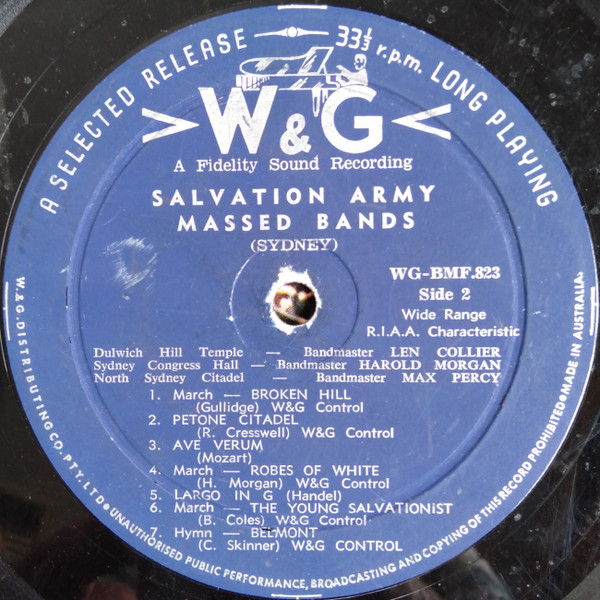 A SELECTED RELEASE 33⅓ r.p.m. LONG PLAYING
W&G
A Fidelity Sound Recording
SALVATION ARMY
MASSED BANDS
(SYDNEY)
WG-BMF.823
Side 2
Wide Range
R.I.A.A. Characteristic
Dulwich Hill Temple — Bandmaster LEN COLLIER
Sydney Congress Hall — Bandmaster HAROLD MORGAN
North Sydney Citadel — Bandmaster MAX PERCY
1. March — BROKEN HILL
(Gullidge) W&G Control
2. PETONE CITADEL
(R. Cresswell) W&G Control
3. AVE VERUM
(Mozart)
4. March — ROBES OF WHITE
(H. Morgan) W&G Control
5. LARGO IN G (Handel)
6. March — THE YOUNG SALVATIONiST
(B. Coles) W&G Control
7. Hymn — BELMONT
(C. Skinner) W&G CONTROL
W.&G. DISTRIBUTING CO. PTY. LTD • UNAUTHORISED PUBLIC PERFORMANCE, BROADCASTING AND COPYING OF THIS RECORD PROHIBITED • MADE IN AUSTRALIA.